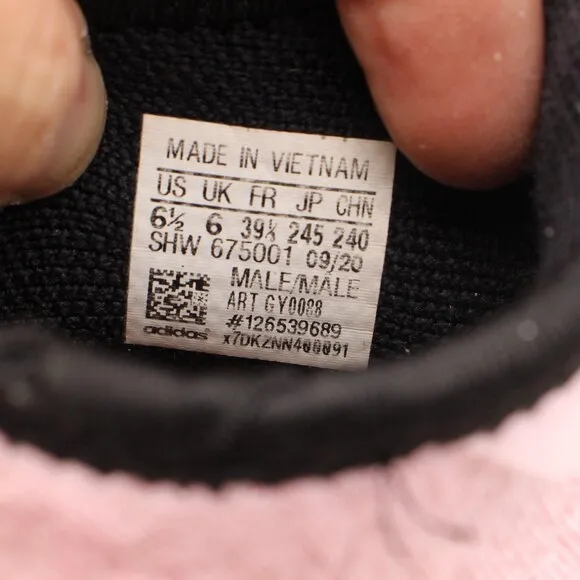 MADE IN VIETNAM
US UK FR JP CHN
6½ 6 39⅓ 245 240
SHW 675001 09/20
MALE/MALE
ART GY0088
#126539689
adidas x7DKZNN400091